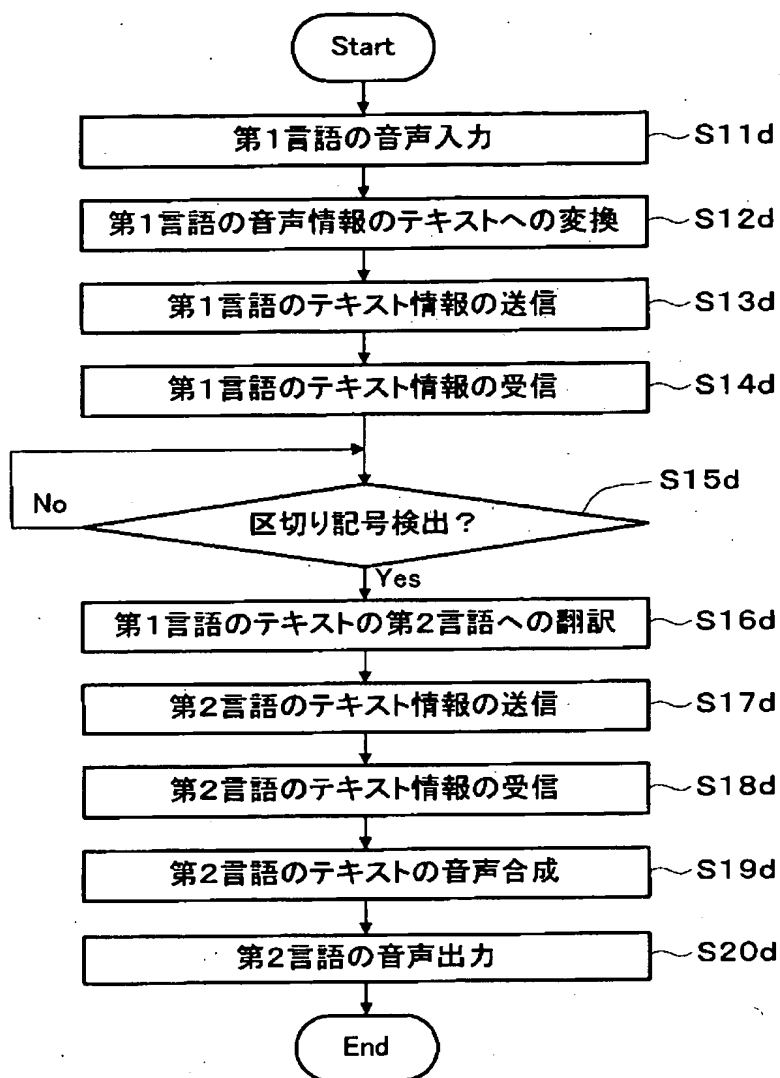 Start
第1言語の音声入力 S11d
第1言語の音声情報のテキストへの変換 S12d
第1言語のテキスト情報の送信 S13d
第1言語のテキスト情報の受信 S14d
S15d
No
区切り記号検出?
Yes
第1言語のテキストの第2言語への翻訳 S16d
第2言語のテキスト情報の送信 S17d
第2言語のテキスト情報の受信 S18d
第2言語のテキストの音声合成 S19d
第2言語の音声出力 S20d
End